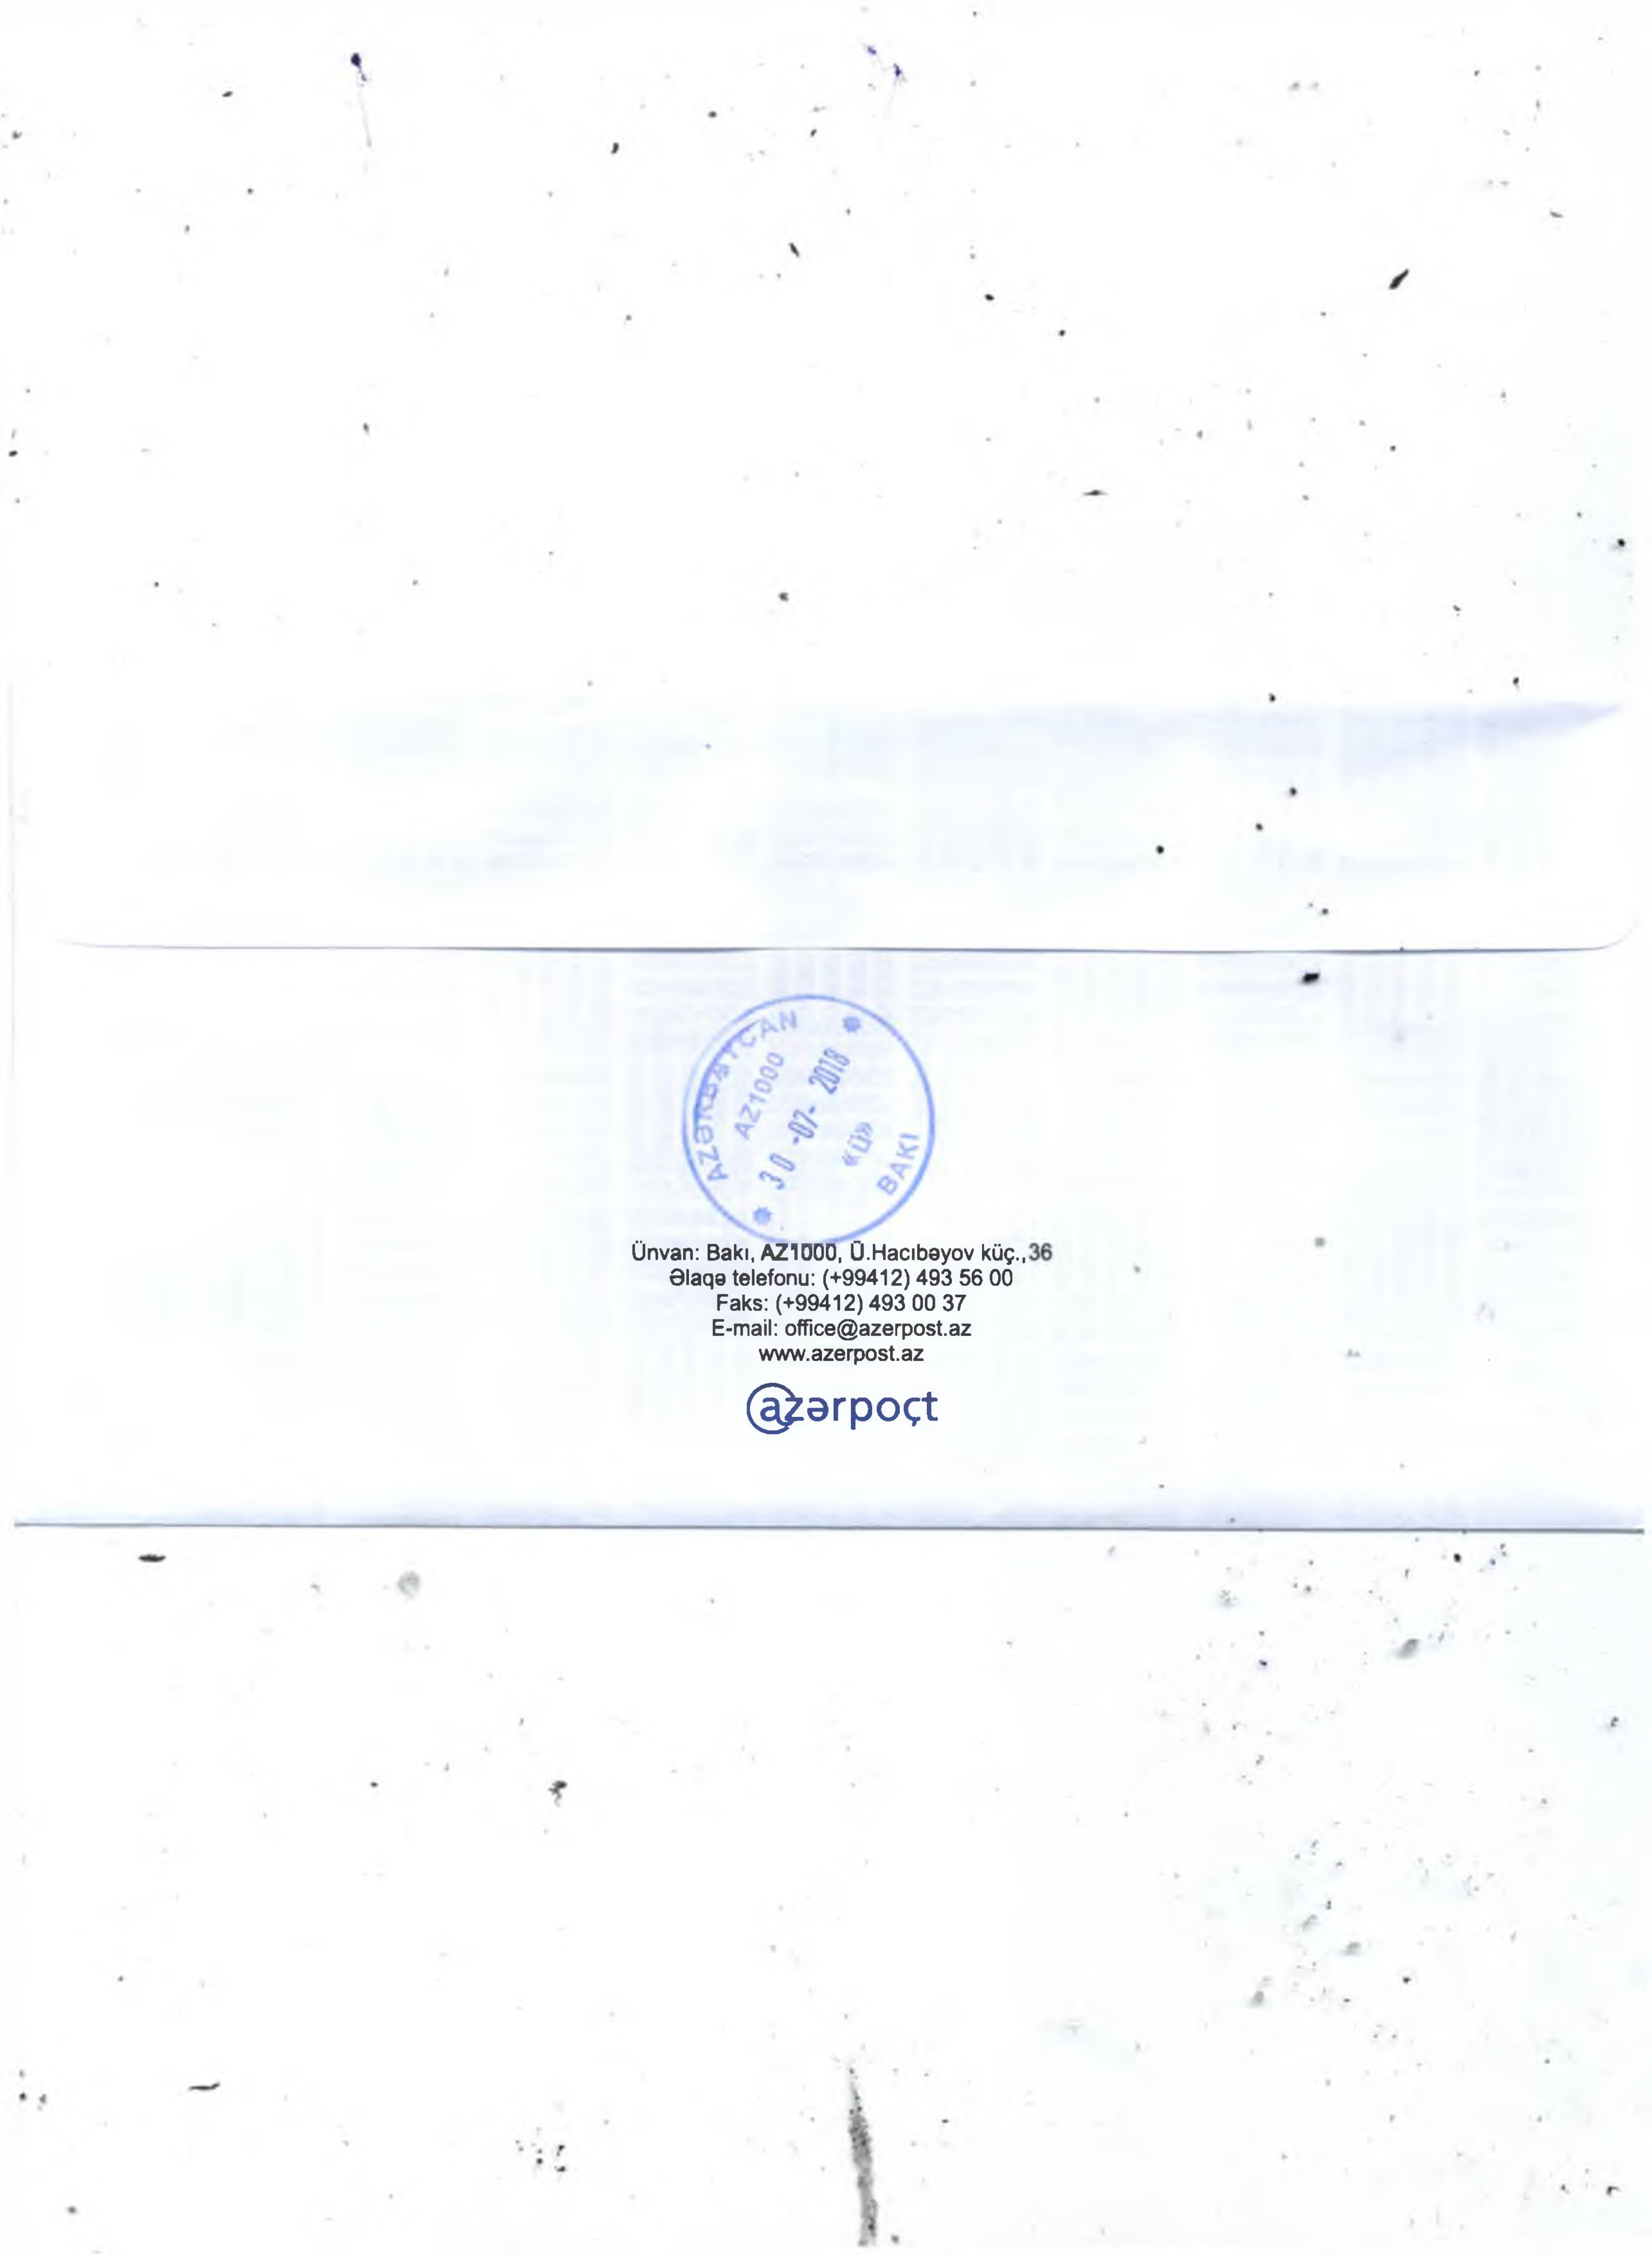 AZƏRBAYCAN
AZ1000
30-07-2018
«Ü»
BAKI
Ünvan: Bakı, AZ1000, Ü.Hacıbəyov küç.,36
Əlaqə telefonu: (+99412) 493 56 00
Faks: (+99412) 493 00 37
E-mail: office@azerpost.az
www.azerpost.az
@zərpoçt